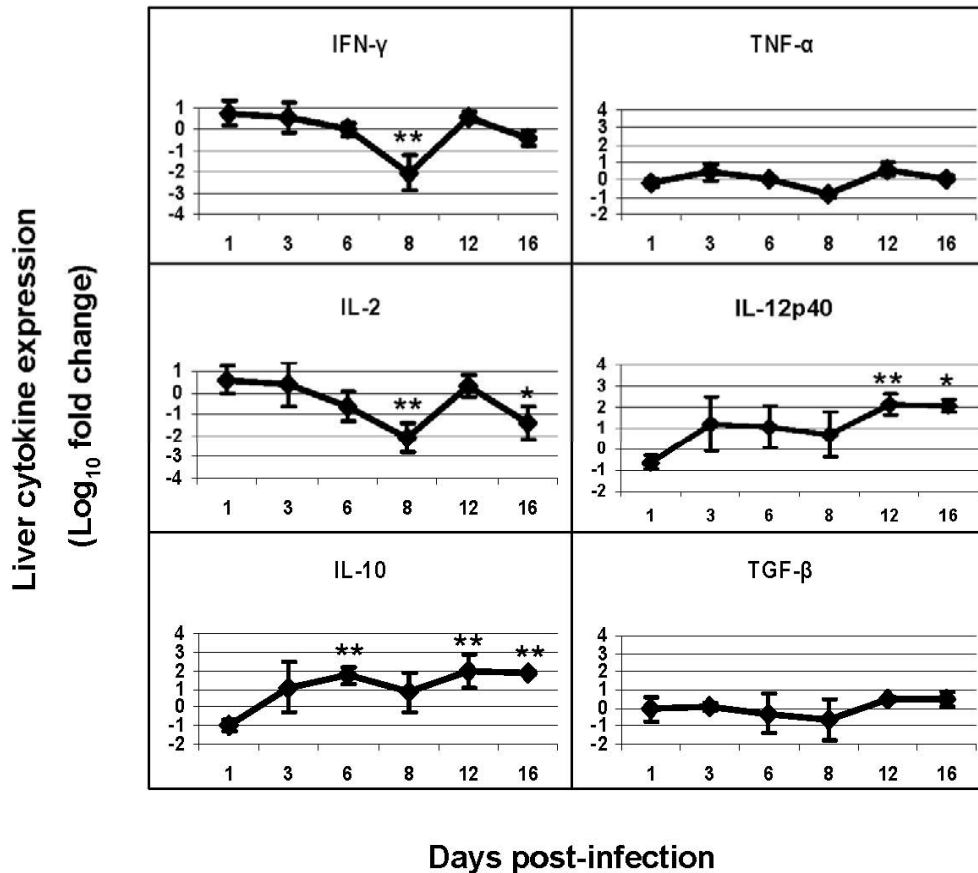 Liver cytokine expression
(Log₁₀ fold change)
IFN-γ
1
0
-1
-2
-3
-4
**
1 3 6 8 12 16
TNF-α
4
3
2
1
0
-1
-2
1 3 6 8 12 16
IL-2
1
0
-1
-2
-3
-4
**
*
1 3 6 8 12 16
IL-12p40
4
3
2
1
0
-1
-2
** *
1 3 6 8 12 16
IL-10
4
3
2
1
0
-1
-2
** ** **
1 3 6 8 12 16
TGF-β
4
3
2
1
0
-1
-2
1 3 6 8 12 16
Days post-infection